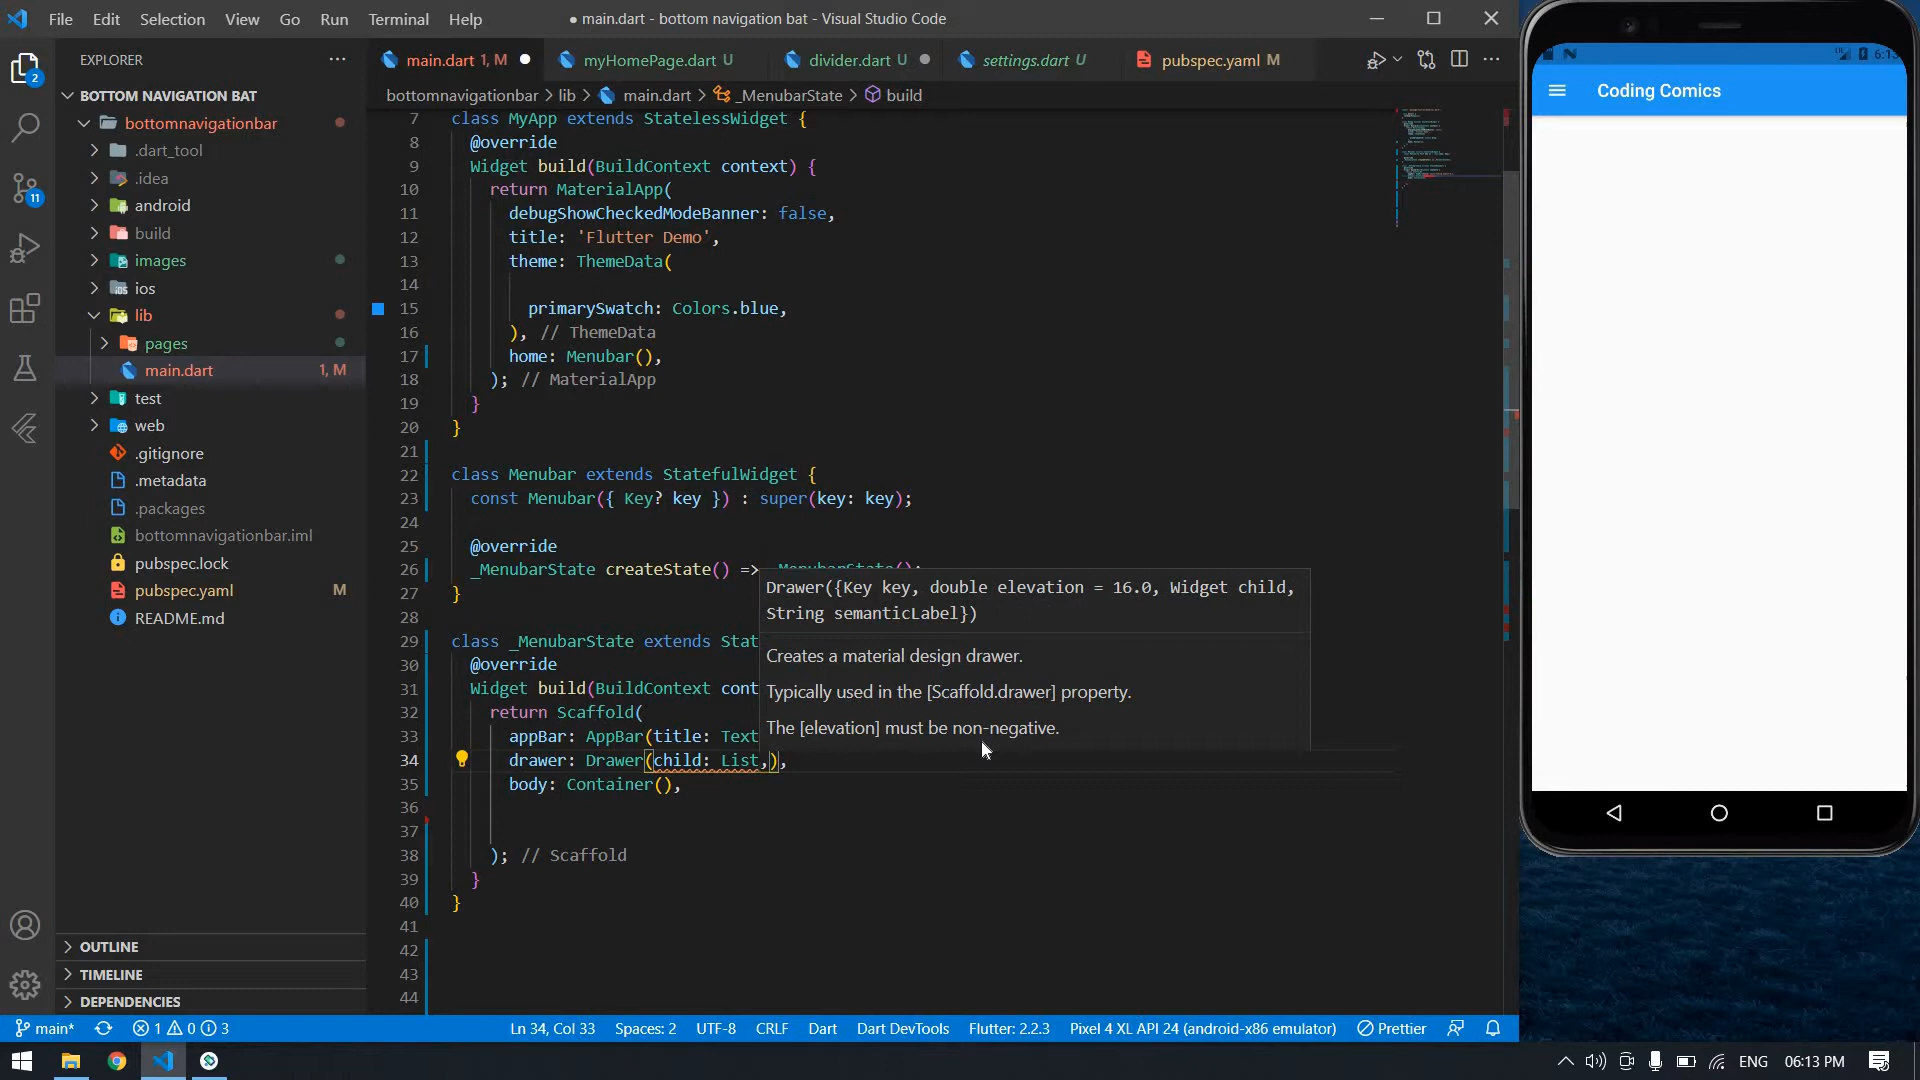 File Edit Selection View Go Run Terminal Help
● main.dart - bottom navigation bat - Visual Studio Code
EXPLORER
main.dart 1, M
myHomePage.dart U
divider.dart U
settings.dart U
pubspec.yaml M
bottomnavigationbar > lib > main.dart > _MenubarState > build
BOTTOM NAVIGATION BAT
bottomnavigationbar
.dart_tool
.idea
android
build
images
ios
lib
pages
main.dart 1, M
test
web
.gitignore
.metadata
.packages
bottomnavigationbar.iml
pubspec.lock
pubspec.yaml M
README.md
OUTLINE
TIMELINE
DEPENDENCIES
2
11
7 class MyApp extends StatelessWidget {
8 @override
9 Widget build(BuildContext context) {
10 return MaterialApp(
11 debugShowCheckedModeBanner: false,
12 title: 'Flutter Demo',
13 theme: ThemeData(
14
15 primarySwatch: Colors.blue,
16 ), // ThemeData
17 home: Menubar(),
18 ); // MaterialApp
19 }
20 }
21
22 class Menubar extends StatefulWidget {
23 const Menubar({ Key? key }) : super(key: key);
24
25 @override
26 _MenubarState createState() => _MenubarState();
27 }
28
29 class _MenubarState extends Stat
30 @override
31 Widget build(BuildContext cont
32 return Scaffold(
33 appBar: AppBar(title: Text
34 drawer: Drawer(child: List,),
35 body: Container(),
36
37
38 ); // Scaffold
39 }
40 }
41
42
43
44
Drawer({Key key, double elevation = 16.0, Widget child,
String semanticLabel})
Creates a material design drawer.
Typically used in the [Scaffold.drawer] property.
The [elevation] must be non-negative.
Coding Comics
main* 1 0 3
Ln 34, Col 33 Spaces: 2 UTF-8 CRLF Dart Dart DevTools Flutter: 2.2.3 Pixel 4 XL API 24 (android-x86 emulator) Prettier
ENG 06:13 PM